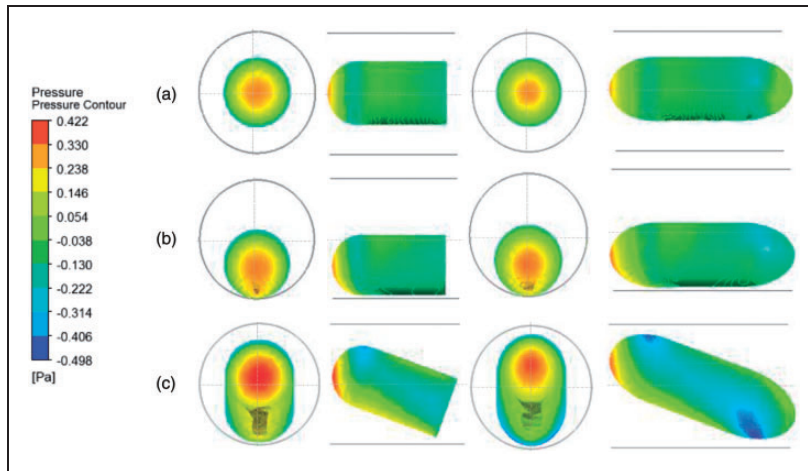 Pressure
Pressure Contour
0.422
0.330
0.238
0.146
0.054
-0.038
-0.130
-0.222
-0.314
-0.406
-0.498
[Pa]
(a)
(b)
(c)